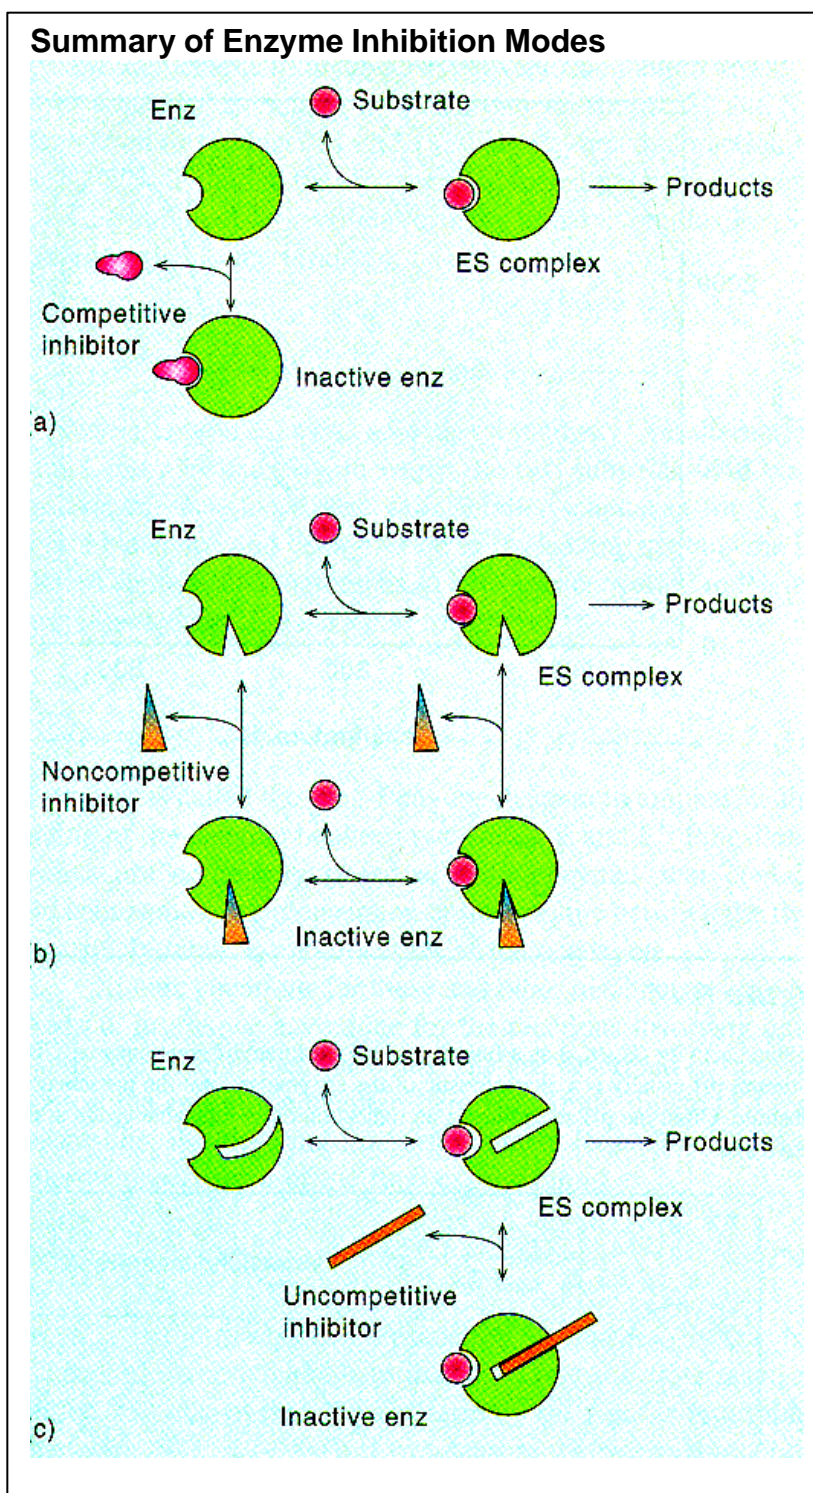 Summary of Enzyme Inhibition Modes
Enz
Substrate
Products
ES complex
Competitive
inhibitor
Inactive enz
(a)
Enz
Substrate
Products
ES complex
Noncompetitive
inhibitor
Inactive enz
(b)
Enz
Substrate
Products
ES complex
Uncompetitive
inhibitor
Inactive enz
(c)